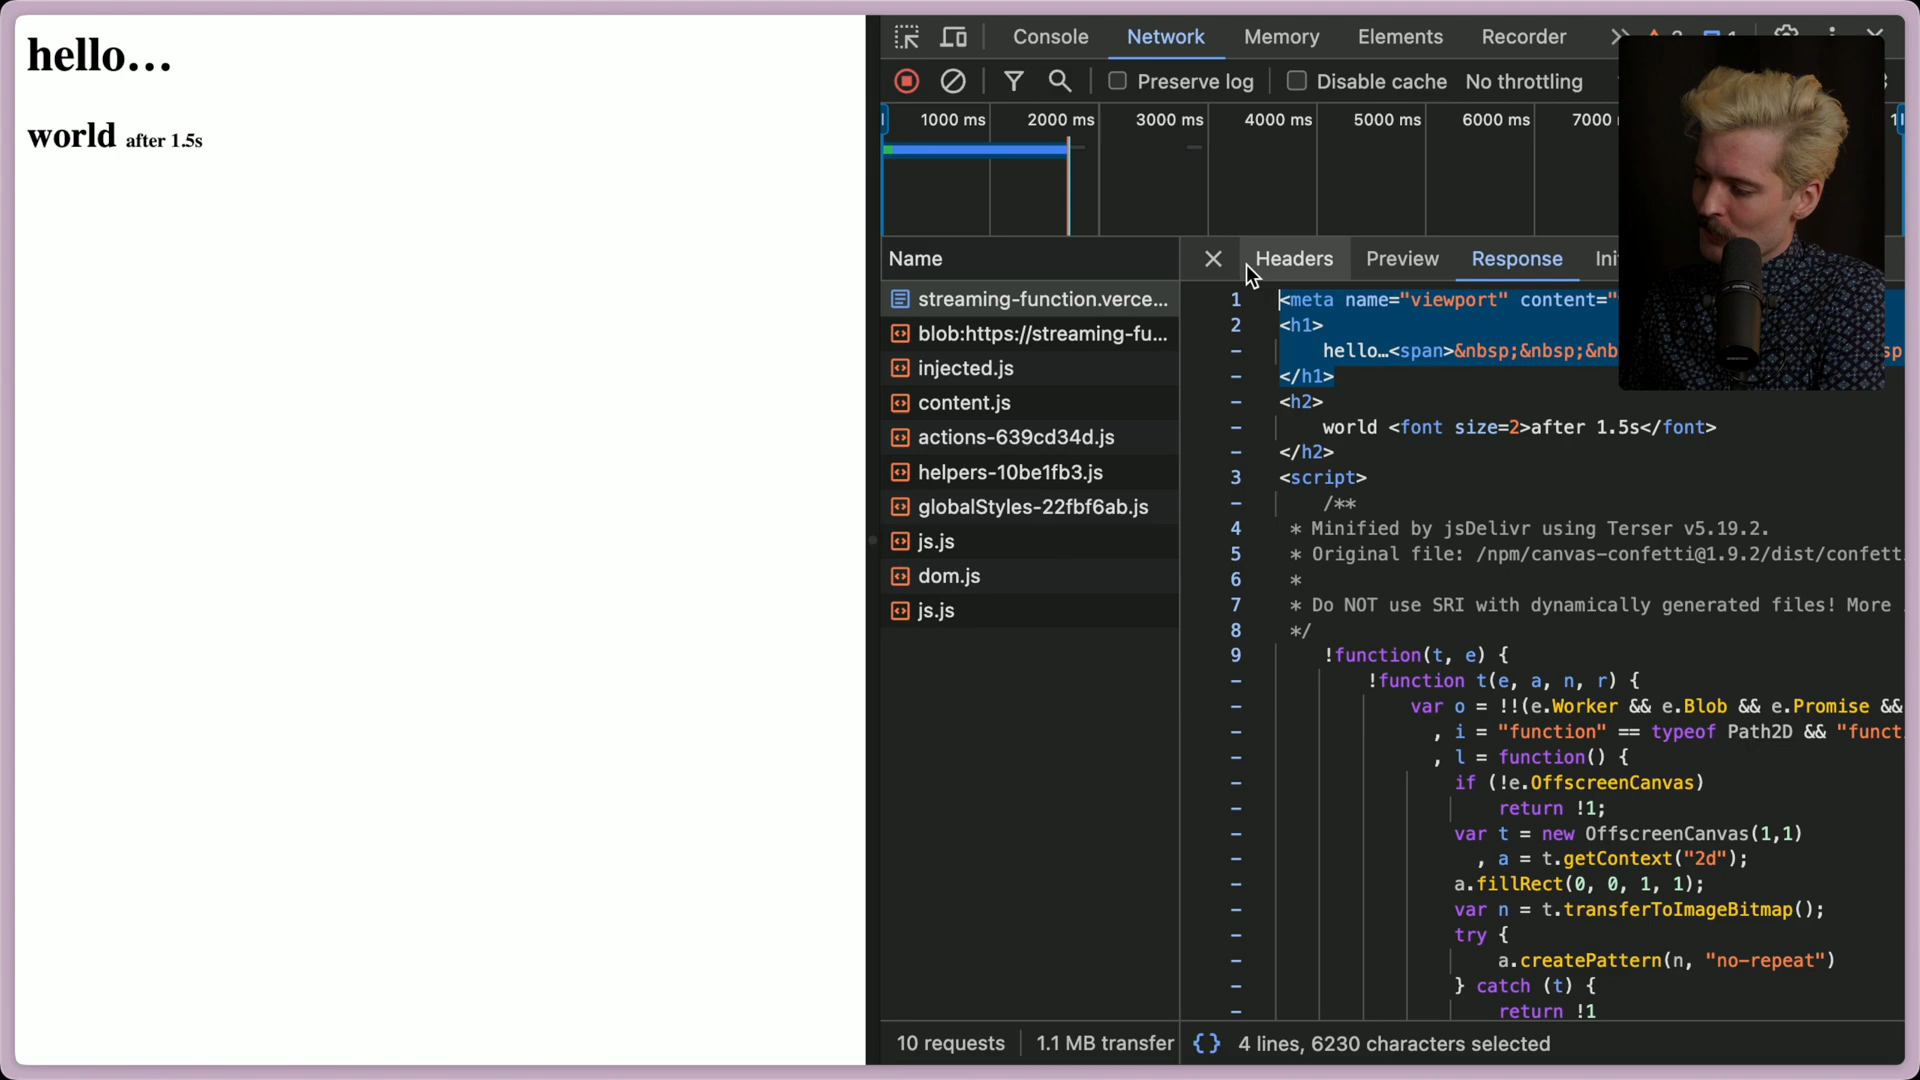 hello…
world after 1.5s
Console Network Memory Elements Recorder
Preserve log Disable cache No throttling
1000 ms 2000 ms 3000 ms 4000 ms 5000 ms 6000 ms 7000
Name
Headers Preview Response
streaming-function.verce...
blob:https://streaming-fu...
injected.js
content.js
actions-639cd34d.js
helpers-10be1fb3.js
globalStyles-22fbf6ab.js
js.js
dom.js
js.js
10 requests 1.1 MB transfer
1 <meta name="viewport" content="
2 <h1>
- hello…<span>&nbsp;&nbsp;&nb sp
- </h1>
- <h2>
- world <font size=2>after 1.5s</font>
- </h2>
3 <script>
- /**
4 * Minified by jsDelivr using Terser v5.19.2.
5 * Original file: /npm/canvas-confetti@1.9.2/dist/confett
6 *
7 * Do NOT use SRI with dynamically generated files! More
8 */
9 !function(t, e) {
- !function t(e, a, n, r) {
- var o = !!(e.Worker && e.Blob && e.Promise &&
- , i = "function" == typeof Path2D && "funct
- , l = function() {
- if (!e.OffscreenCanvas)
- return !1;
- var t = new OffscreenCanvas(1,1)
- , a = t.getContext("2d");
- a.fillRect(0, 0, 1, 1);
- var n = t.transferToImageBitmap();
- try {
- a.createPattern(n, "no-repeat")
- } catch (t) {
- return !1
{} 4 lines, 6230 characters selected